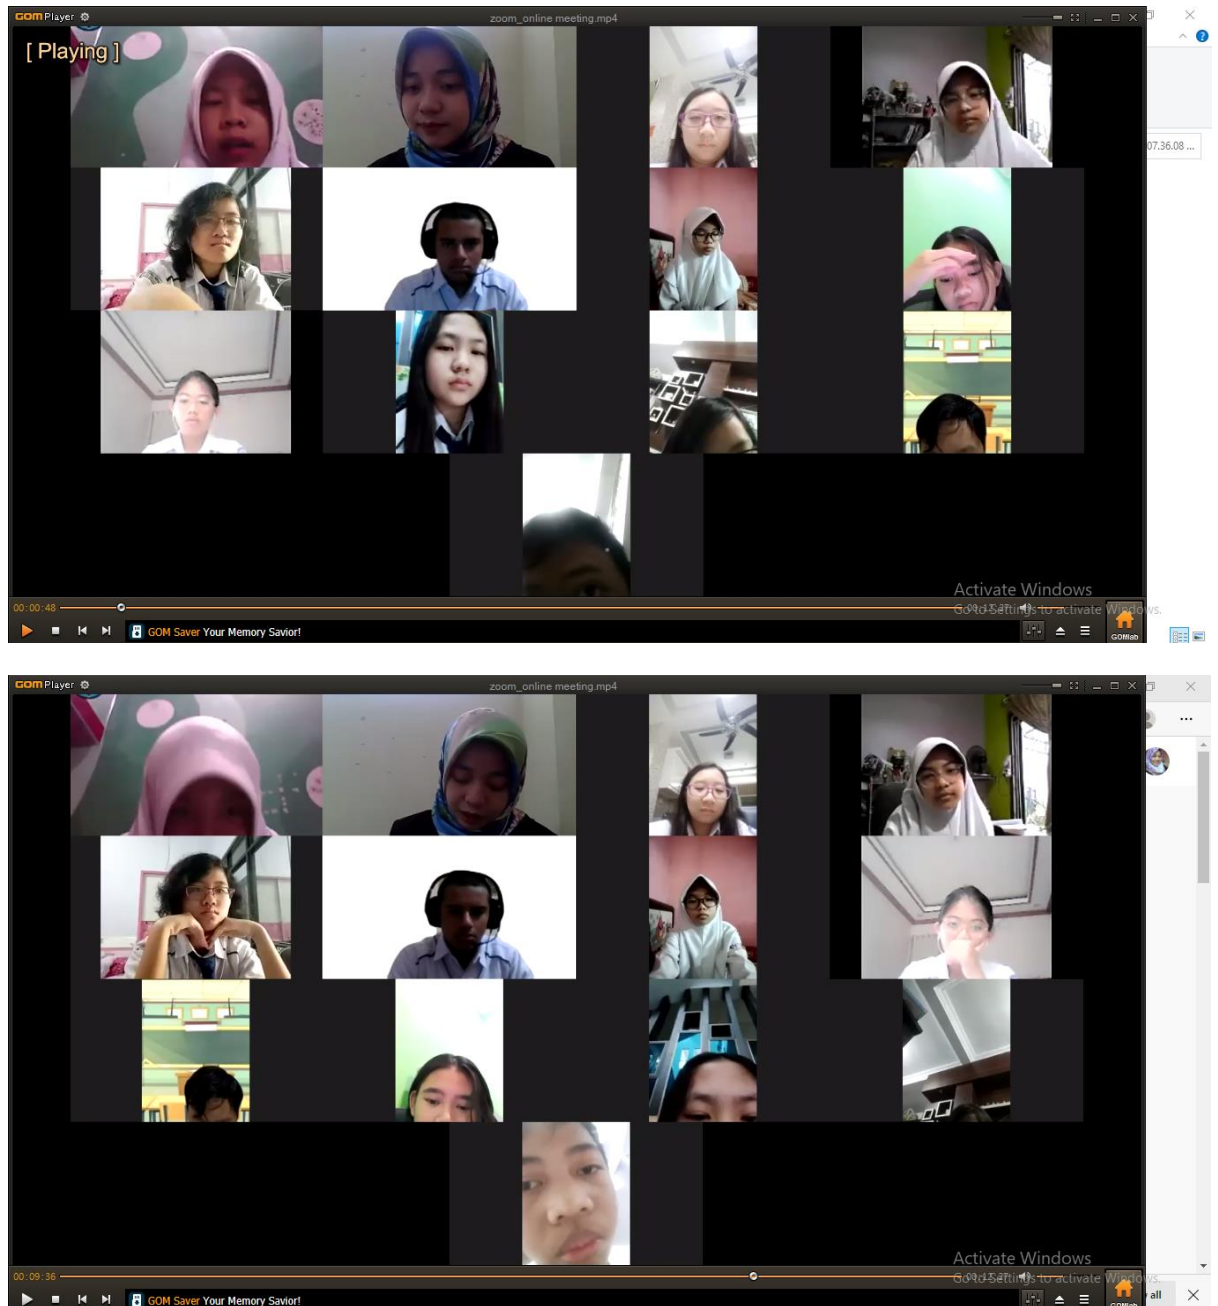 GOM Player
zoom_online meeting.mp4
[ Playing ]
07.36.08 ...
Activate Windows
Go to Settings to activate Windows.
00:00:48
GOM Saver Your Memory Savior!
GOMlab
GOM Player
zoom_online meeting.mp4
Activate Windows
Go to Settings to activate Windows.
00:09:36
all
GOM Saver Your Memory Savior!
GOMlab